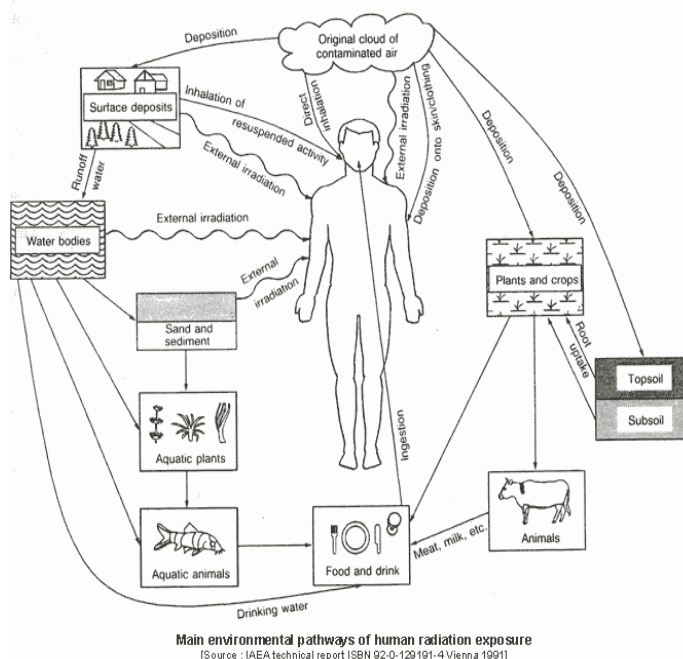 Original cloud of
contaminated air
Deposition
Surface deposits
Inhalation of
resuspended activity
Direct
inhalation
External irradiation
Deposition onto skin/clothing
Deposition
Deposition
External irradiation
Runoff
water
Water bodies
External irradiation
External
irradiation
Sand and
sediment
Plants and crops
Root
uptake
Topsoil
Subsoil
Aquatic plants
Ingestion
Aquatic animals
Food and drink
Meat, milk, etc.
Animals
Drinking water
Main environmental pathways of human radiation exposure
[Source : IAEA technical report ISBN 92-0-129191-4 Vienna 1991]